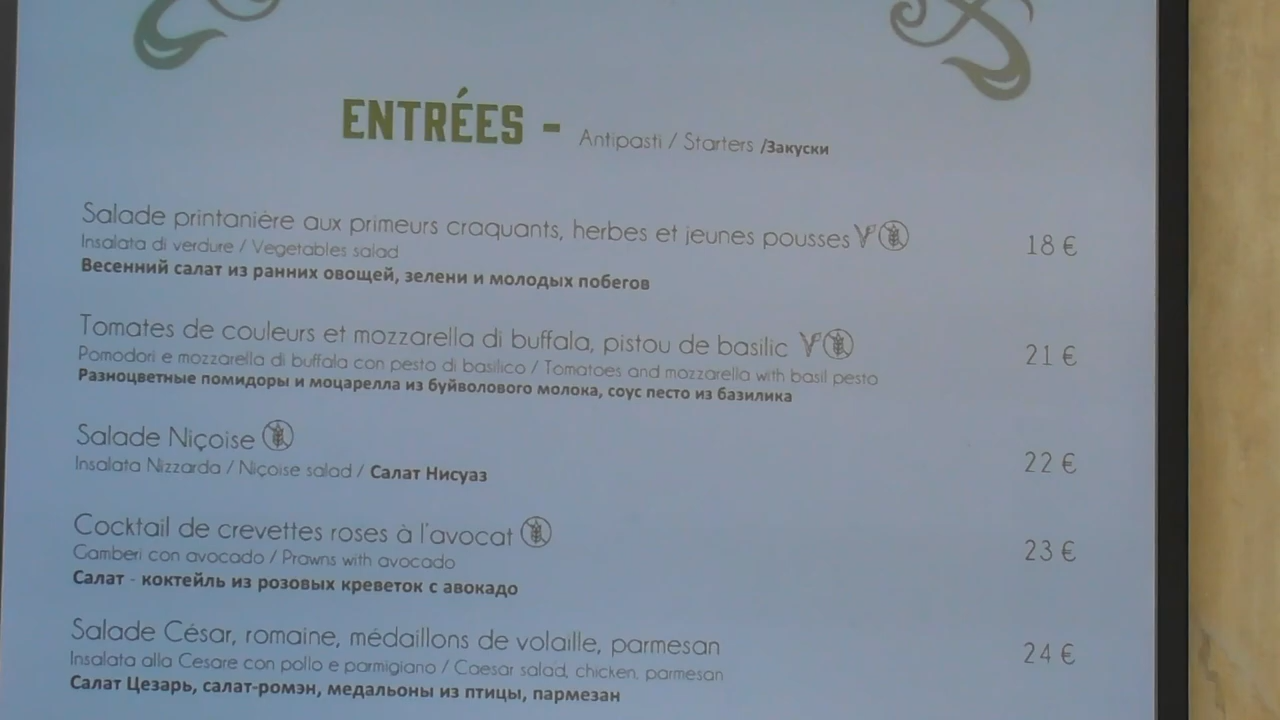 ENTRÉES - Antipasti / Starters /Закуски
Salade printanière aux primeurs craquants, herbes et jeunes pousses
18 €
Insalata di verdure / Vegetables salad
Весенний салат из ранних овощей, зелени и молодых побегов
Tomates de couleurs et mozzarella di buffala, pistou de basilic
21 €
Pomodori e mozzarella di buffala con pesto di basilico / Tomatoes and mozzarella with basil pesto
Разноцветные помидоры и моцарелла из буйволового молока, соус песто из базилика
Salade Niçoise
22 €
Insalata Nizzarda / Niçoise salad / Салат Нисуаз
Cocktail de crevettes roses à l'avocat
23 €
Gamberi con avocado / Prawns with avocado
Салат - коктейль из розовых креветок с авокадо
Salade César, romaine, médaillons de volaille, parmesan
24 €
Insalata alla Cesare con pollo e parmigiano / Caesar salad, chicken, parmesan
Салат Цезарь, салат-ромэн, медальоны из птицы, пармезан